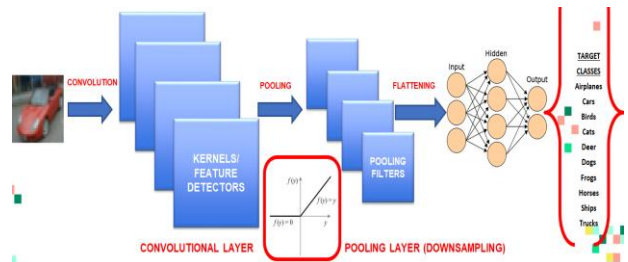 CONVOLUTION
KERNELS/
FEATURE
DETECTORS
CONVOLUTIONAL LAYER
f(y)
f(y)=y
f(y)=0
y
POOLING
POOLING
FILTERS
POOLING LAYER (DOWNSAMPLING)
FLATTENING
Input
Hidden
Output
TARGET
CLASSES
Airplanes
Cars
Birds
Cats
Deer
Dogs
Frogs
Horses
Ships
Trucks